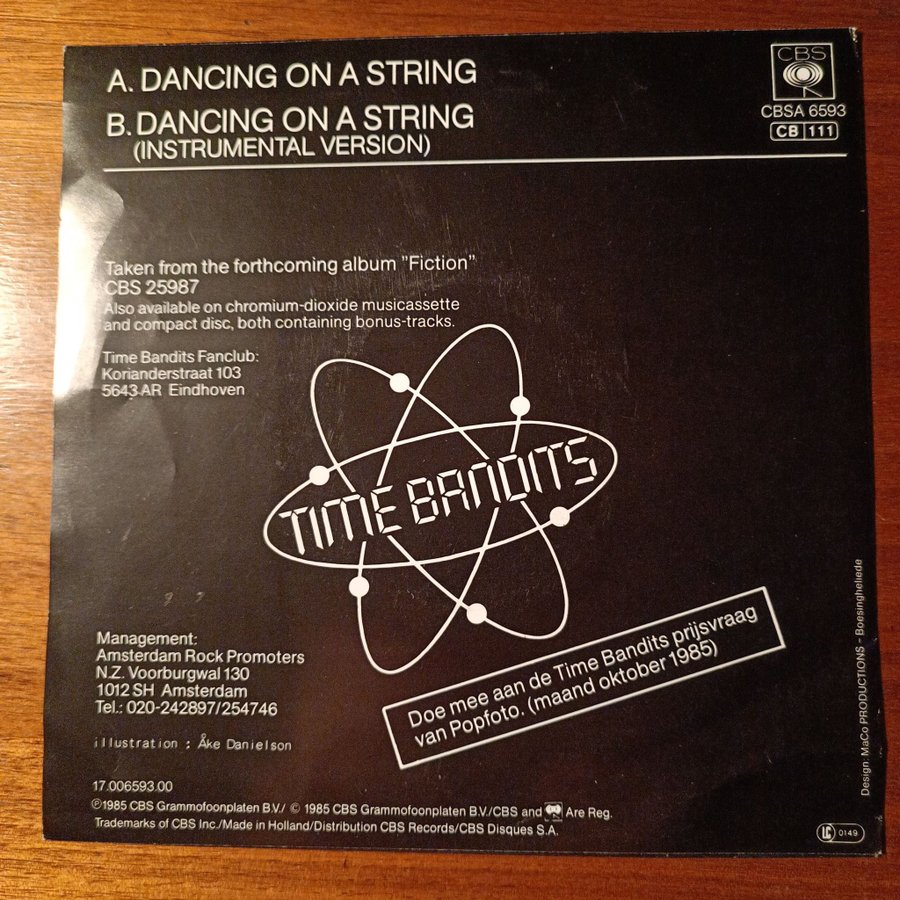 A. DANCING ON A STRING
B. DANCING ON A STRING
(INSTRUMENTAL VERSION)
CBS
CBSA 6593
CB 111
Taken from the forthcoming album "Fiction"
CBS 25987
Also available on chromium-dioxide musicassette
and compact disc, both containing bonus-tracks.
Time Bandits Fanclub:
Korianderstraat 103
5643 AR Eindhoven
TIME BANDITS
Doe mee aan de Time Bandits prijsvraag
van Popfoto. (maand oktober 1985)
Management:
Amsterdam Rock Promoters
N.Z. Voorburgwal 130
1012 SH Amsterdam
Tel.: 020-242897/254746
illustration : Åke Danielson
Design: MaCo PRODUCTIONS - Boesingheliede
17.006593.00
℗1985 CBS Grammofoonplaten B.V./ © 1985 CBS Grammofoonplaten B.V./CBS and Are Reg.
Trademarks of CBS Inc./Made in Holland/Distribution CBS Records/CBS Disques S.A.
LC 0149